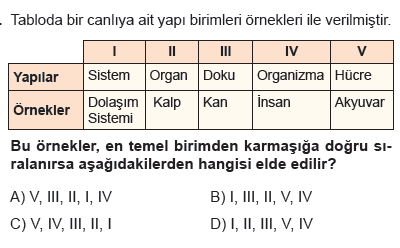 . Tabloda bir canlıya ait yapı birimleri örnekleri ile verilmiştir.
I II III IV V
Yapılar Sistem Organ Doku Organizma Hücre
Örnekler Dolaşım Sistemi Kalp Kan İnsan Akyuvar
Bu örnekler, en temel birimden karmaşığa doğru sı-
ralanırsa aşağıdakilerden hangisi elde edilir?
A) V, III, II, I, IV B) I, III, II, V, IV
C) V, IV, III, II, I D) I, II, III, V, IV